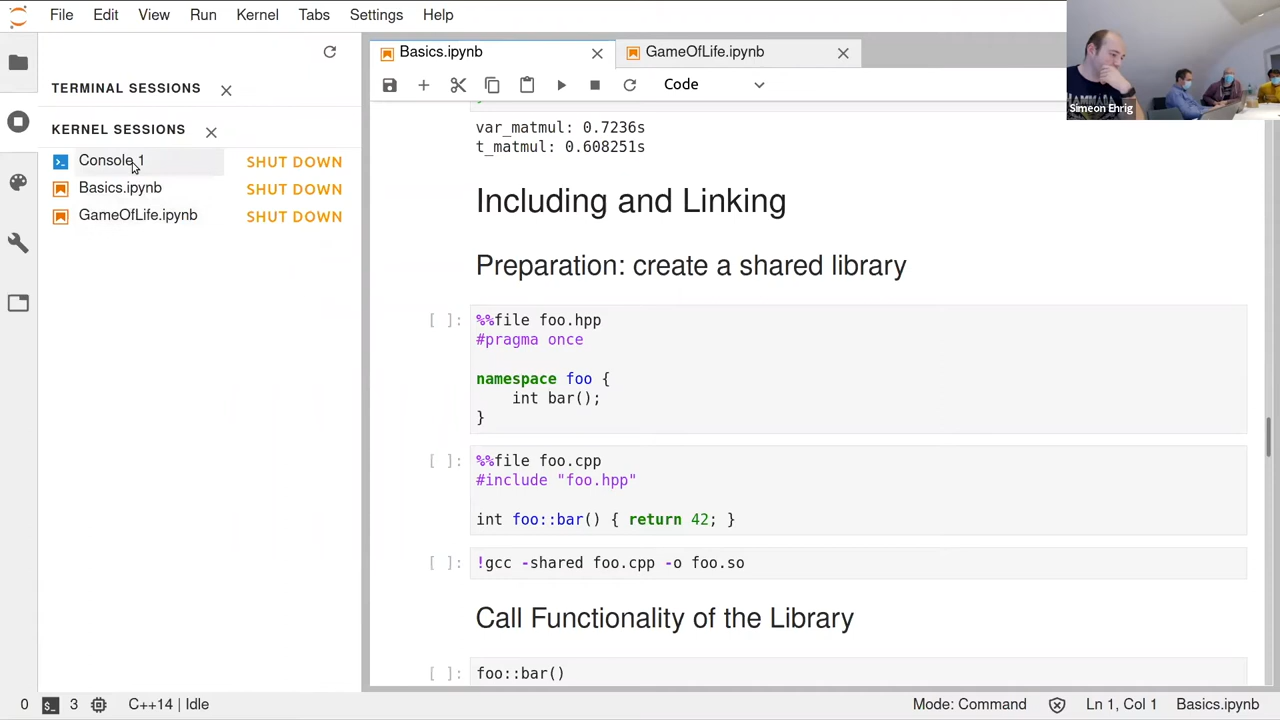 File Edit View Run Kernel Tabs Settings Help
TERMINAL SESSIONS
KERNEL SESSIONS
Console 1 SHUT DOWN
Basics.ipynb SHUT DOWN
GameOfLife.ipynb SHUT DOWN
Basics.ipynb GameOfLife.ipynb
Code
Simeon Ehrig
var_matmul: 0.7236s
t_matmul: 0.608251s
Including and Linking
Preparation: create a shared library
[ ]: %%file foo.hpp
#pragma once
namespace foo {
int bar();
}
[ ]: %%file foo.cpp
#include "foo.hpp"
int foo::bar() { return 42; }
[ ]: !gcc -shared foo.cpp -o foo.so
Call Functionality of the Library
[ ]: foo::bar()
0 3 C++14 | Idle Mode: Command Ln 1, Col 1 Basics.ipynb